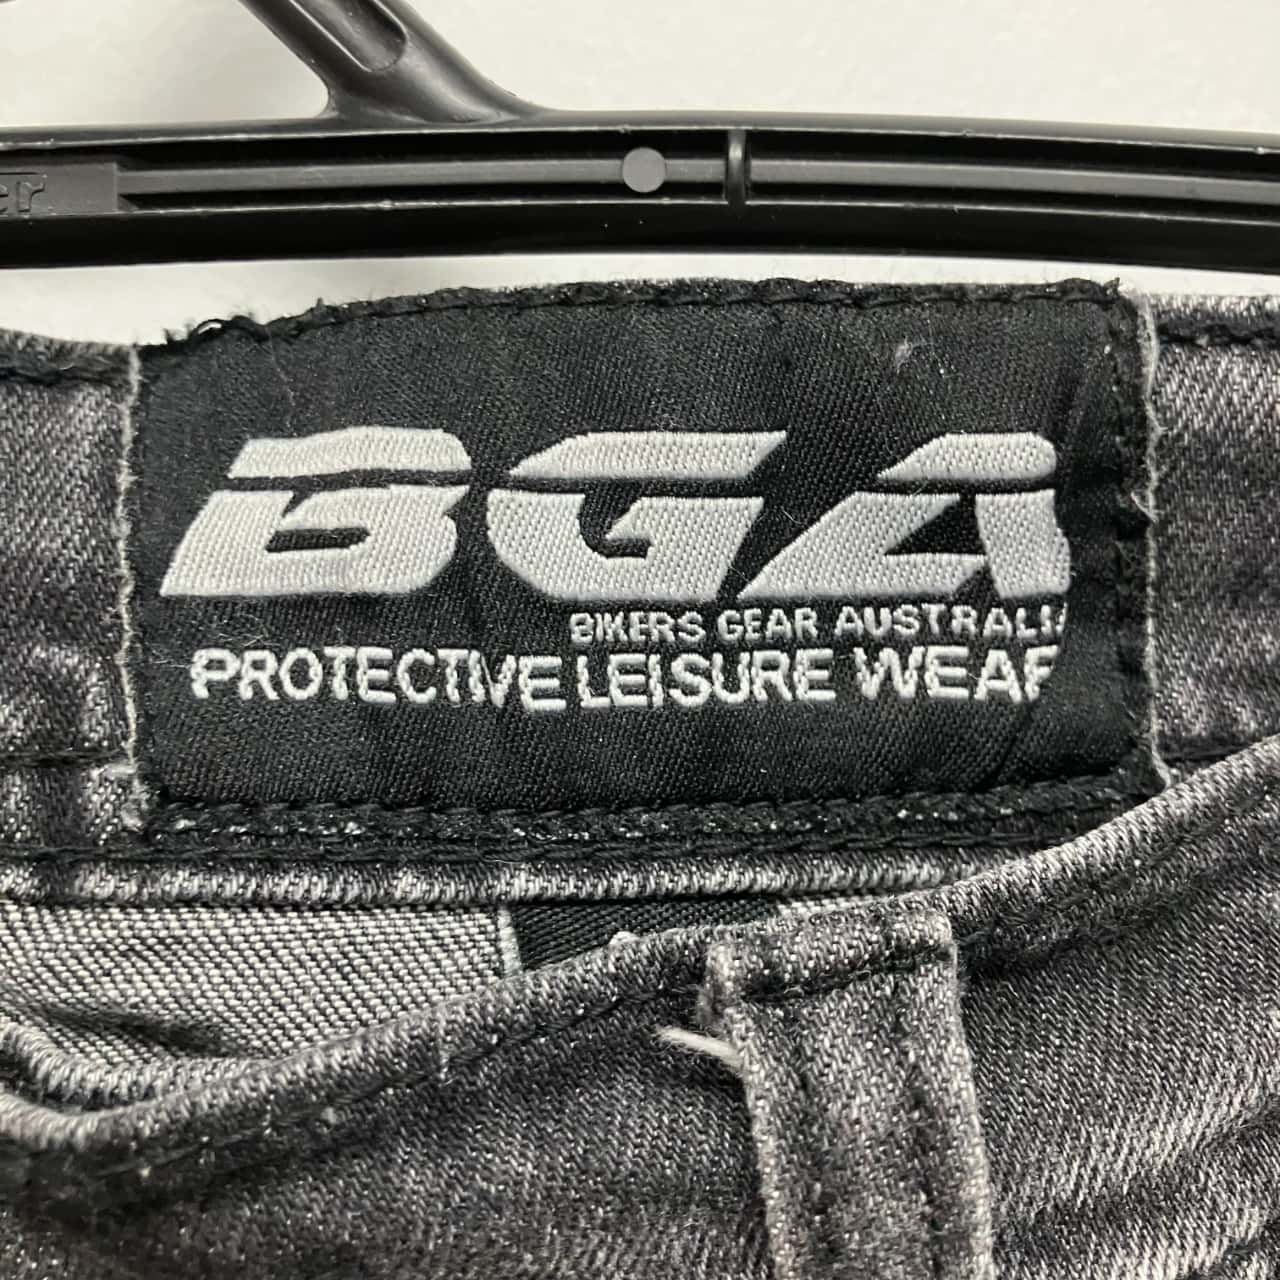 BGA
BIKERS GEAR AUSTRALIA
PROTECTIVE LEISURE WEAR